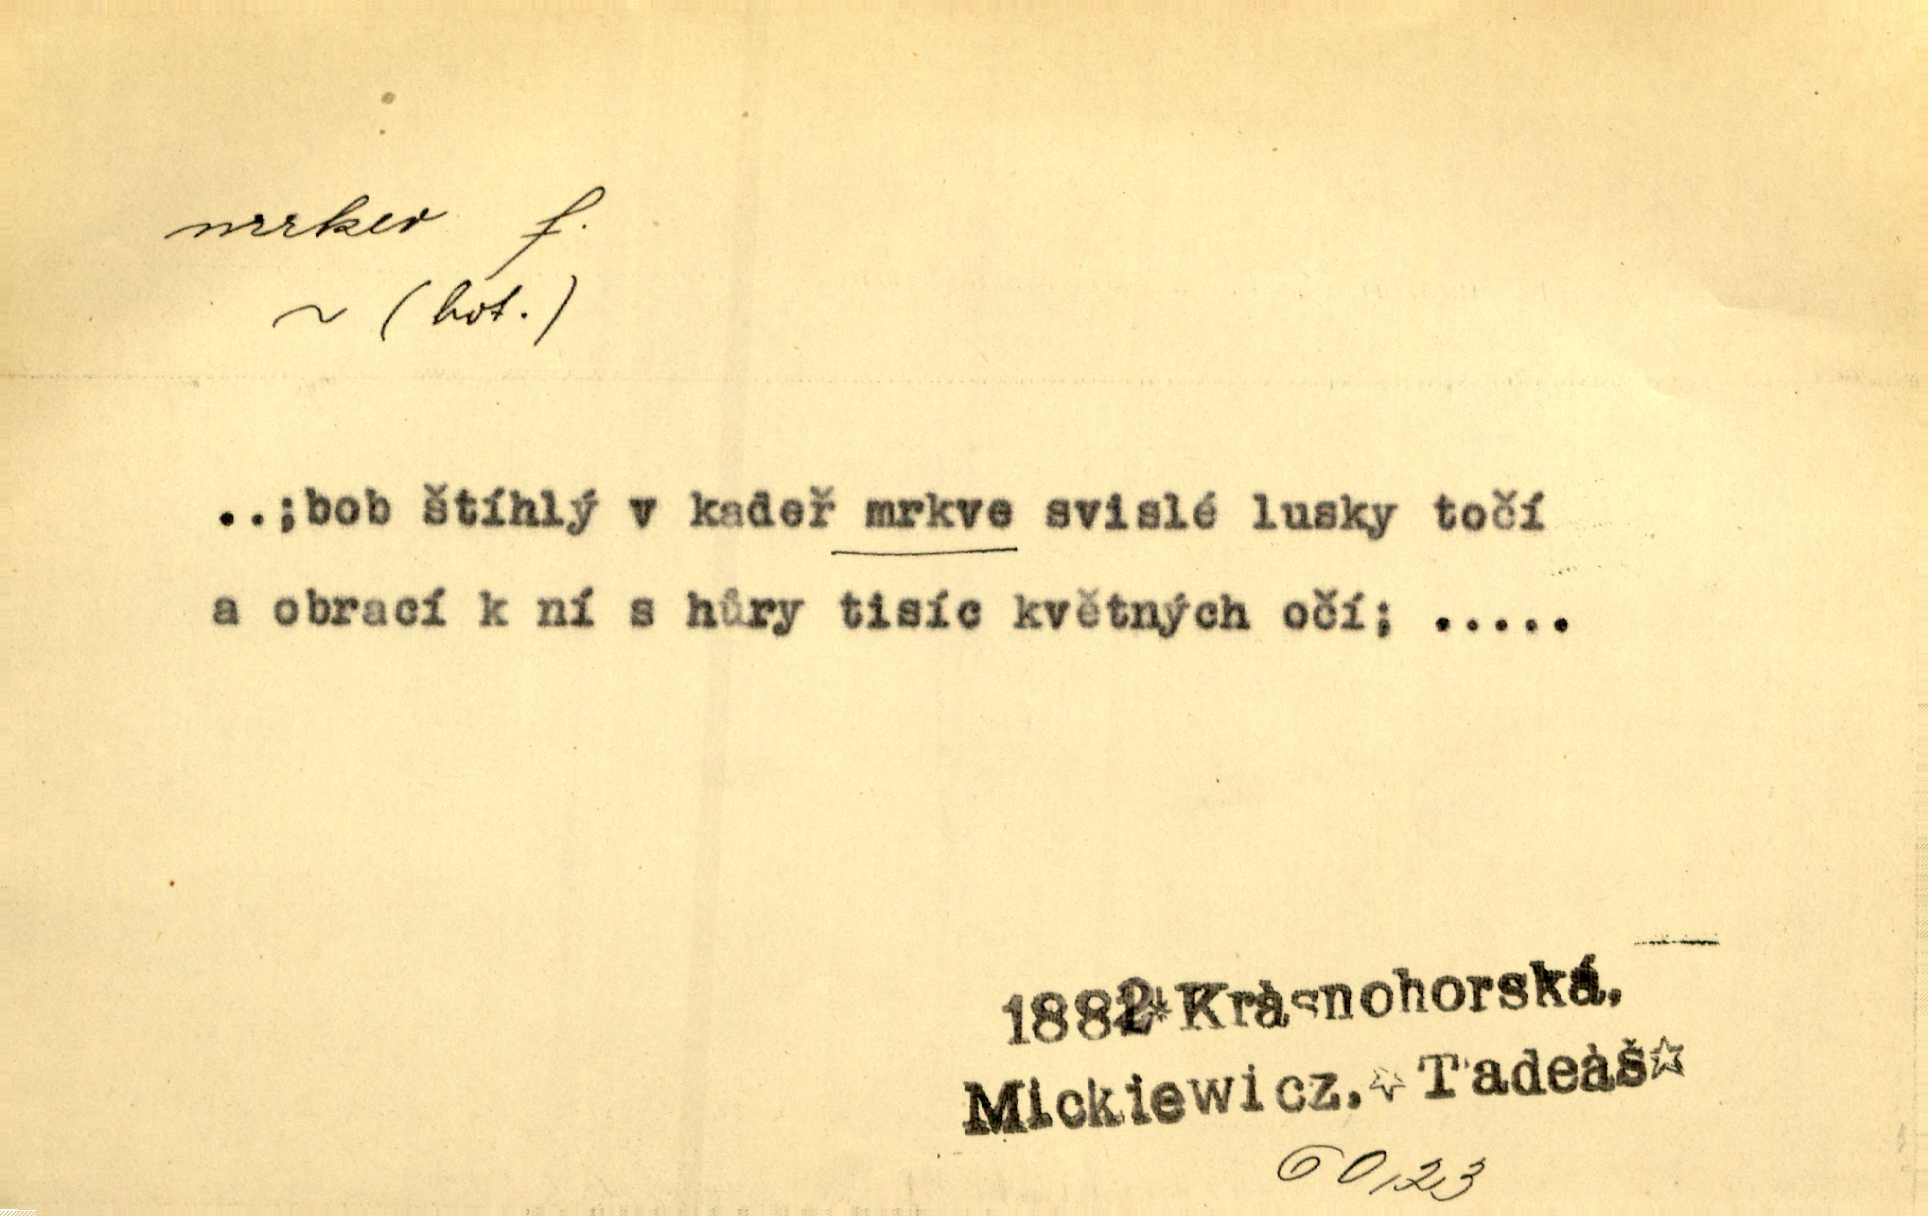 mrkev f.
~ (bot.)
..;bob štíhlý v kadeř mrkve svislé lusky točí
a obrací k ní s hůry tisíc květných očí; .....
1882*Krásnohorská.
Mickiewicz.☆Tadeáš☆
60,23